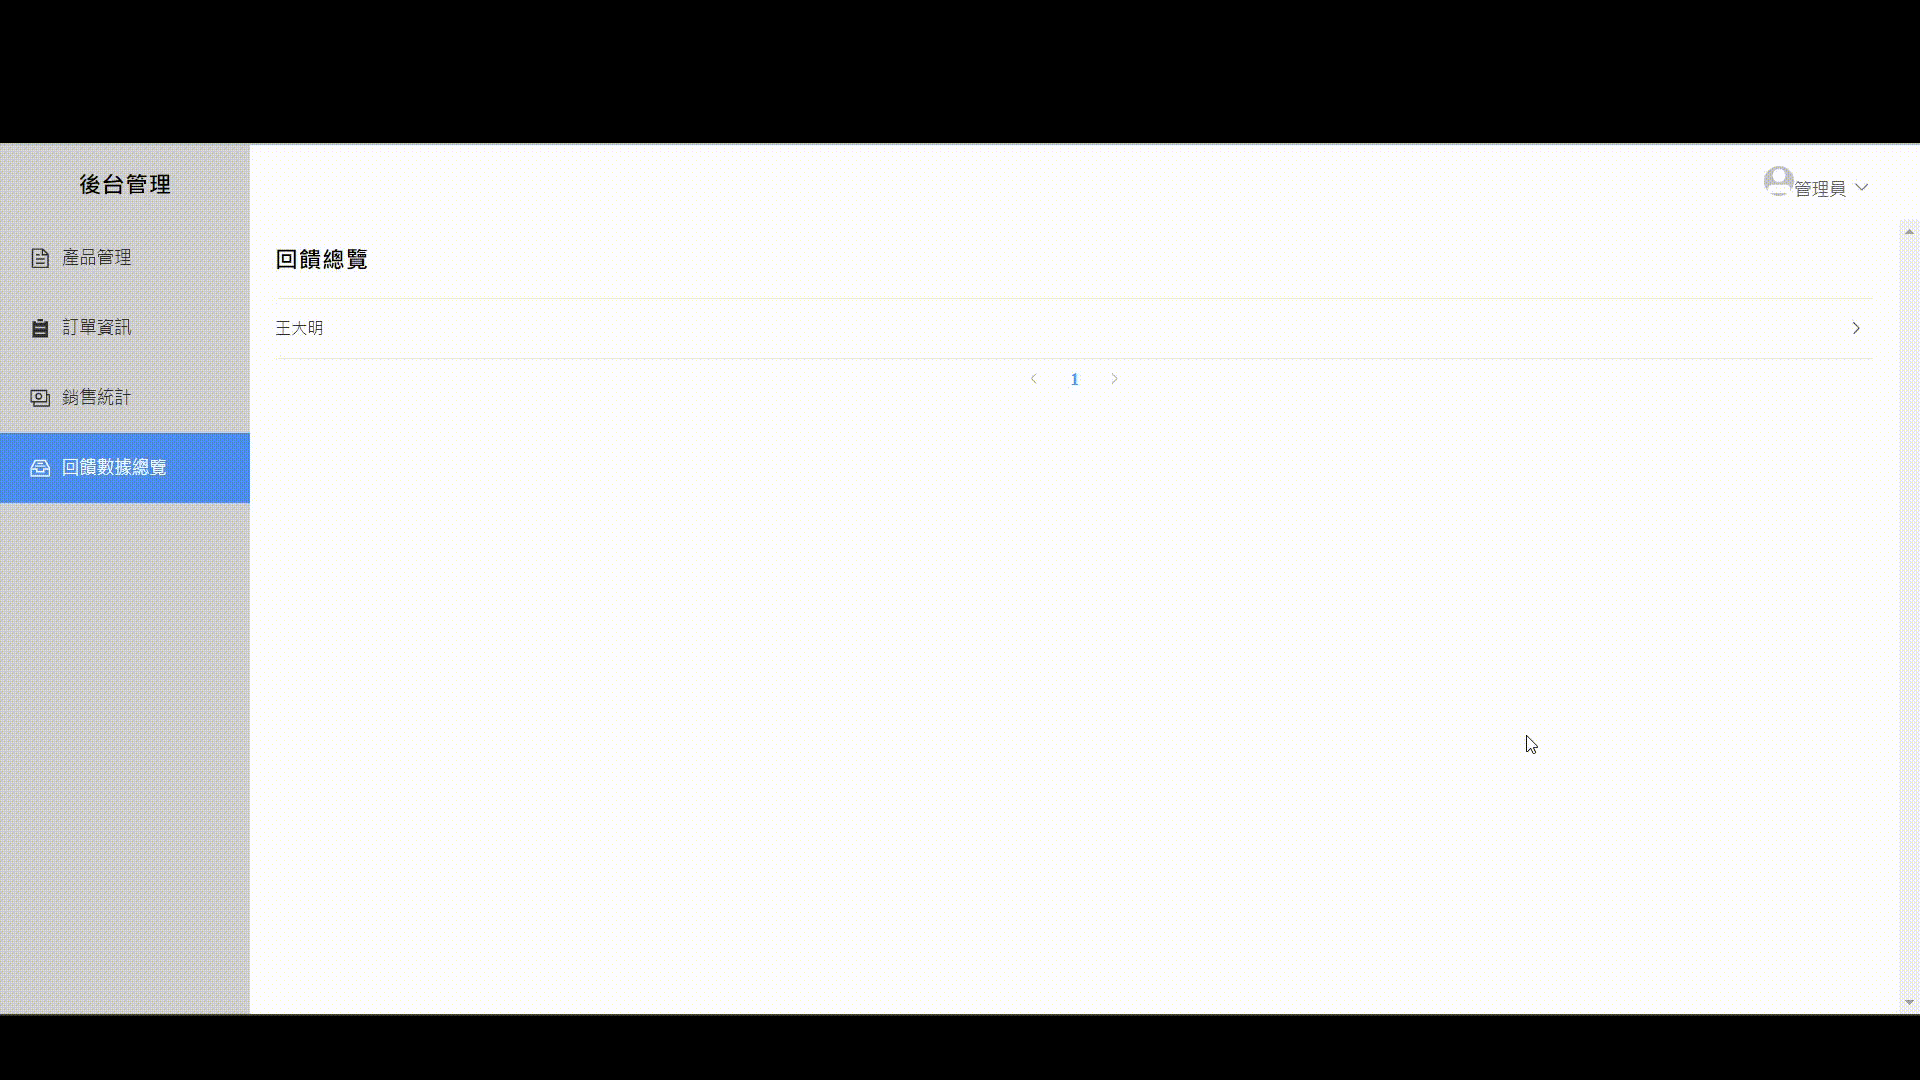 後台管理
管理員
產品管理
訂單資訊
銷售統計
回饋數據總覽
回饋總覽
王大明
1